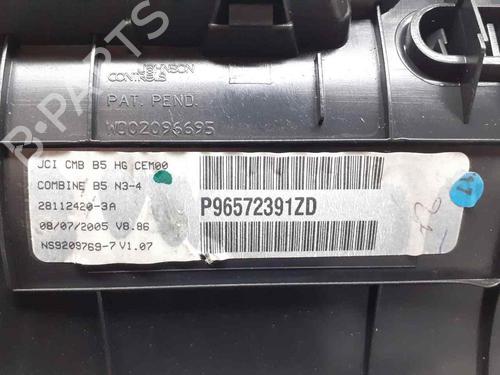 JOHNSON
CONTROLS
PAT. PEND.
W002096695
JCI CMB B5 HG CEM00
COMBINE B5 N3-4
28112420-3A
08/07/2005 V8.86
NS9209769-7 V1.07
P96572391ZD
11